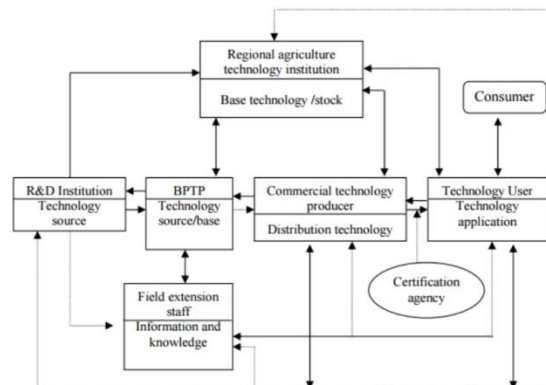 Regional agriculture
technology institution
Base technology /stock
Consumer
R&D Institution
Technology
source
BPTP
Technology
source/base
Commercial technology
producer
Distribution technology
Technology User
Technology
application
Certification
agency
Field extension
staff
Information and
knowledge